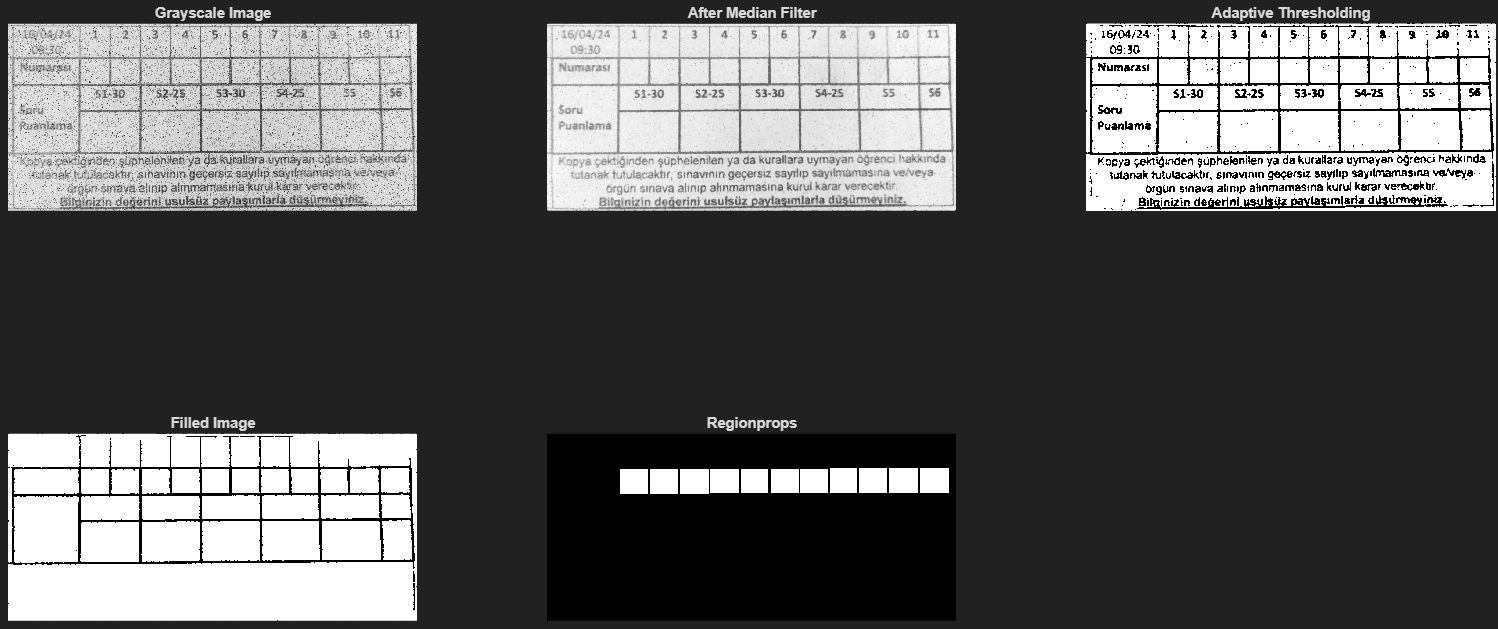 Grayscale Image
16/04/24 1 2 3 4 5 6 7 8 9 10 11
09:30
Numarası
S1-30 S2-25 S3-30 S4-25 S5 S6
Soru
Puanlama
Kopya çektiğinden şüphelenilen ya da kurallara uymayan öğrenci hakkında
tutanak tutulacaktır, sınavının geçersiz sayılıp sayılmamasına ve/veya
örgün sınava alınıp alınmamasına kurul karar verecektir.
Bilginizin değerini usulsüz paylaşımlarla düşürmeyiniz.
After Median Filter
16/04/24 1 2 3 4 5 6 7 8 9 10 11
09:30
Numarası
S1-30 S2-25 S3-30 S4-25 S5 S6
Soru
Puanlama
Kopya çektiğinden şüphelenilen ya da kurallara uymayan öğrenci hakkında
tutanak tutulacaktır, sınavının geçersiz sayılıp sayılmamasına ve/veya
örgün sınava alınıp alınmamasına kurul karar verecektir.
Bilginizin değerini usulsüz paylaşımlarla düşürmeyiniz.
Adaptive Thresholding
16/04/24 1 2 3 4 5 6 7 8 9 10 11
09:30
Numarası
S1-30 S2-25 S3-30 S4-25 S5 S6
Soru
Puanlama
Kopya çektiğinden şüphelenilen ya da kurallara uymayan öğrenci hakkında
tutanak tutulacaktır, sınavının geçersiz sayılıp sayılmamasına ve/veya
örgün sınava alınıp alınmamasına kurul karar verecektir.
Bilginizin değerini usulsüz paylaşımlarla düşürmeyiniz.
Filled Image
Regionprops